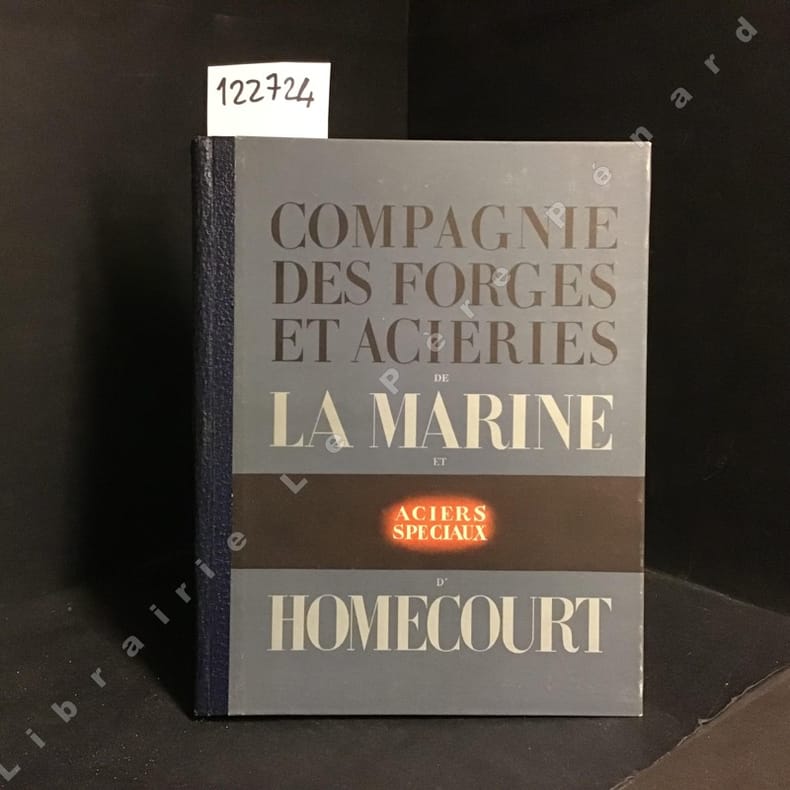 122724
COMPAGNIE
DES FORGES
ET ACIERIES
DE
LA MARINE
ET
ACIERS
SPECIAUX
D'
HOMECOURT
Librairie Le Père Pénard